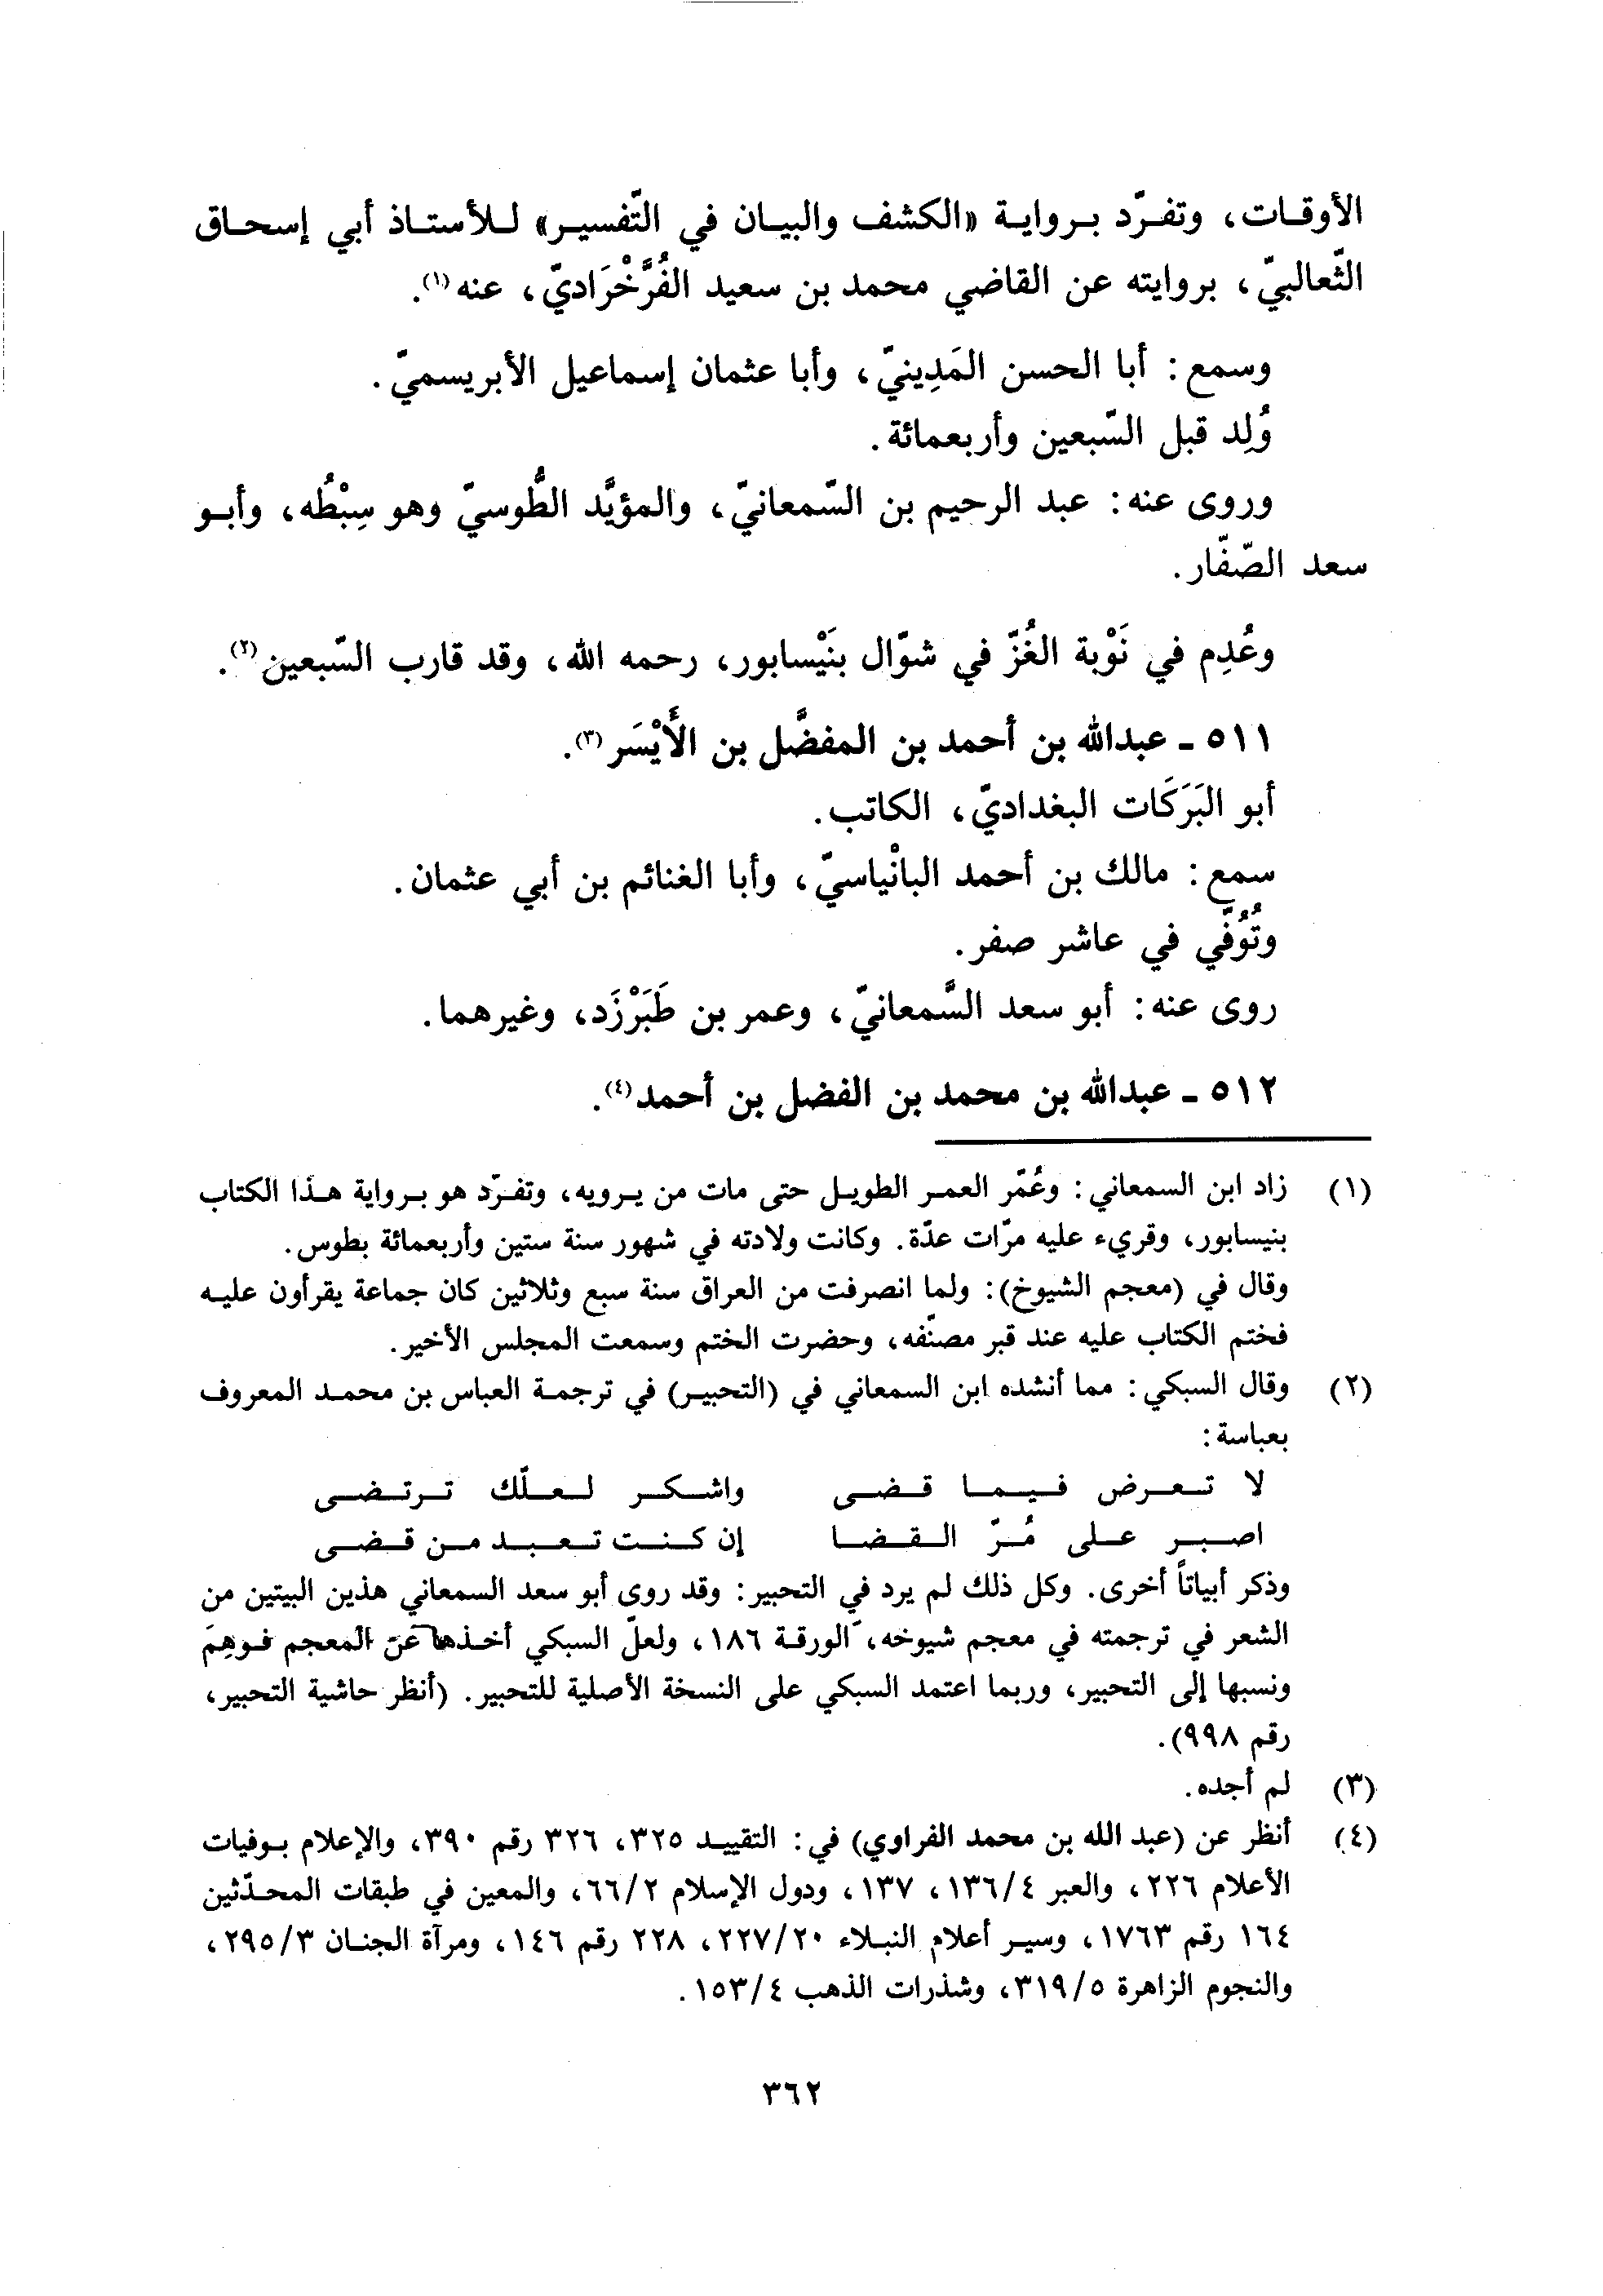 الأوقات، وتفرّد برواية «الكشف والبيان في التّفسير» للأستاذ أبي إسحاق
الثّعالبيّ، بروايته عن القاضي محمد بن سعيد الفُرَّخْرَاديّ، عنه(١).
وسمع: أبا الحسن المَدِينيّ، وأبا عثمان إسماعيل الأبريسميّ.
وُلِد قبل السّبعين وأربعمائة.
وروى عنه: عبد الرحيم بن السّمعانيّ، والمؤيَّد الطُّوسيّ وهو سِبْطُه، وأبو
سعد الصّفّار.
وعُدِم في نَوْبة الغُزّ في شوّال بنَيْسابور، رحمه الله، وقد قارب السّبعين(٢).
٥١١ - عبدالله بن أحمد بن المفضَّل بن الأَيْسَر(٣).
أبو البَرَكَات البغداديّ، الكاتب.
سمع: مالك بن أحمد البانْياسيّ، وأبا الغنائم بن أبي عثمان.
وتُوُفّي في عاشر صفر.
روى عنه: أبو سعد السَّمعانيّ، وعمر بن طَبَرْزَد، وغيرهما.
٥١٢ - عبدالله بن محمد بن الفضل بن أحمد(٤).
(١) زاد ابن السمعاني: وعُمّر العمر الطويل حتى مات من يرويه، وتفرّد هو برواية هذا الكتاب
بنيسابور، وقريء عليه مرّات عدّة. وكانت ولادته في شهور سنة ستين وأربعمائة بطوس.
وقال في (معجم الشيوخ): ولما انصرفت من العراق سنة سبع وثلاثين كان جماعة يقرأون عليه
فختم الكتاب عليه عند قبر مصنّفه، وحضرت الختم وسمعت المجلس الأخير.
(٢) وقال السبكي: مما أنشده ابن السمعاني في (التحبير) في ترجمة العباس بن محمد المعروف
بعباسة:
لا تعرض فيما قضى واشكر لعلّك ترتضى
اصبر على مُرّ القضا إن كنت تعبد من قضى
وذكر أبياتاً أخرى. وكل ذلك لم يرد في التحبير: وقد روى أبو سعد السمعاني هذين البيتين من
الشعر في ترجمته في معجم شيوخه، الورقة ١٨٦، ولعلّ السبكي أخذها عن المعجم فوهِمَ
ونسبها إلى التحبير، وربما اعتمد السبكي على النسخة الأصلية للتحبير. (أنظر حاشية التحبير،
رقم ٩٩٨).
(٣) لم أجده.
(٤) أنظر عن (عبد الله بن محمد الفراوي) في: التقييد ٣٢٥، ٣٢٦ رقم ٣٩٠، والإعلام بوفيات
الأعلام ٢٢٦، والعبر ١٣٦/٤، ١٣٧، ودول الإسلام ٦٦/٢، والمعين في طبقات المحدّثين
١٦٤ رقم ١٧٦٣، وسير أعلام النبلاء ٢٢٧/٢٠، ٢٢٨ رقم ١٤٦، ومرآة الجنان ٢٩٥/٣،
والنجوم الزاهرة ٣١٩/٥، وشذرات الذهب ١٥٣/٤.
٣٦٢